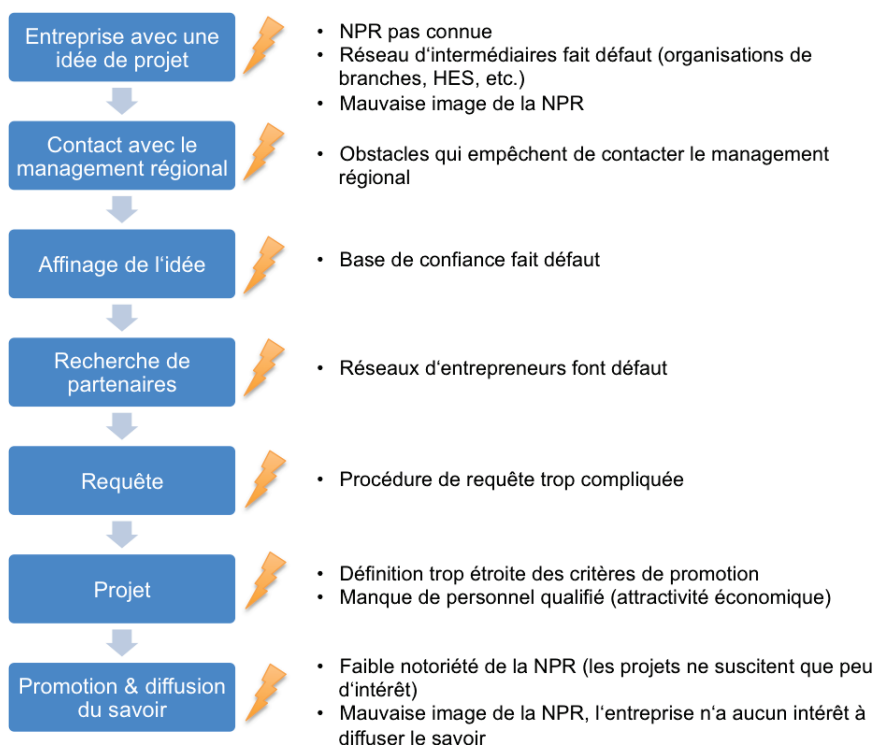 Entreprise avec une
idée de projet
• NPR pas connue
• Réseau d‘intermédiaires fait défaut (organisations de
branches, HES, etc.)
• Mauvaise image de la NPR
Contact avec le
management régional
• Obstacles qui empêchent de contacter le management
régional
Affinage de l‘idée
• Base de confiance fait défaut
Recherche de
partenaires
• Réseaux d‘entrepreneurs font défaut
Requête
• Procédure de requête trop compliquée
Projet
• Définition trop étroite des critères de promotion
• Manque de personnel qualifié (attractivité économique)
Promotion & diffusion
du savoir
• Faible notoriété de la NPR (les projets ne suscitent que peu
d‘intérêt)
• Mauvaise image de la NPR, l‘entreprise n‘a aucun intérêt à
diffuser le savoir